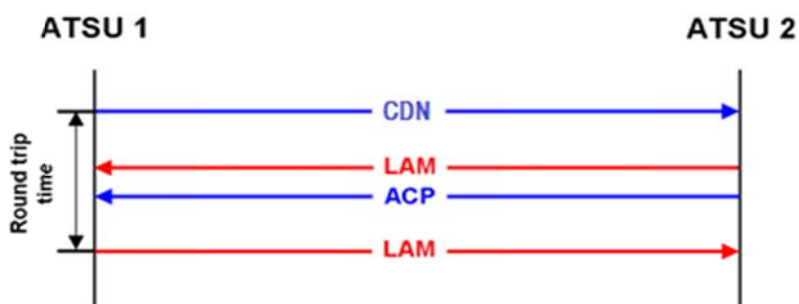 ATSU 1
ATSU 2
CDN
Round trip
time
LAM
ACP
LAM